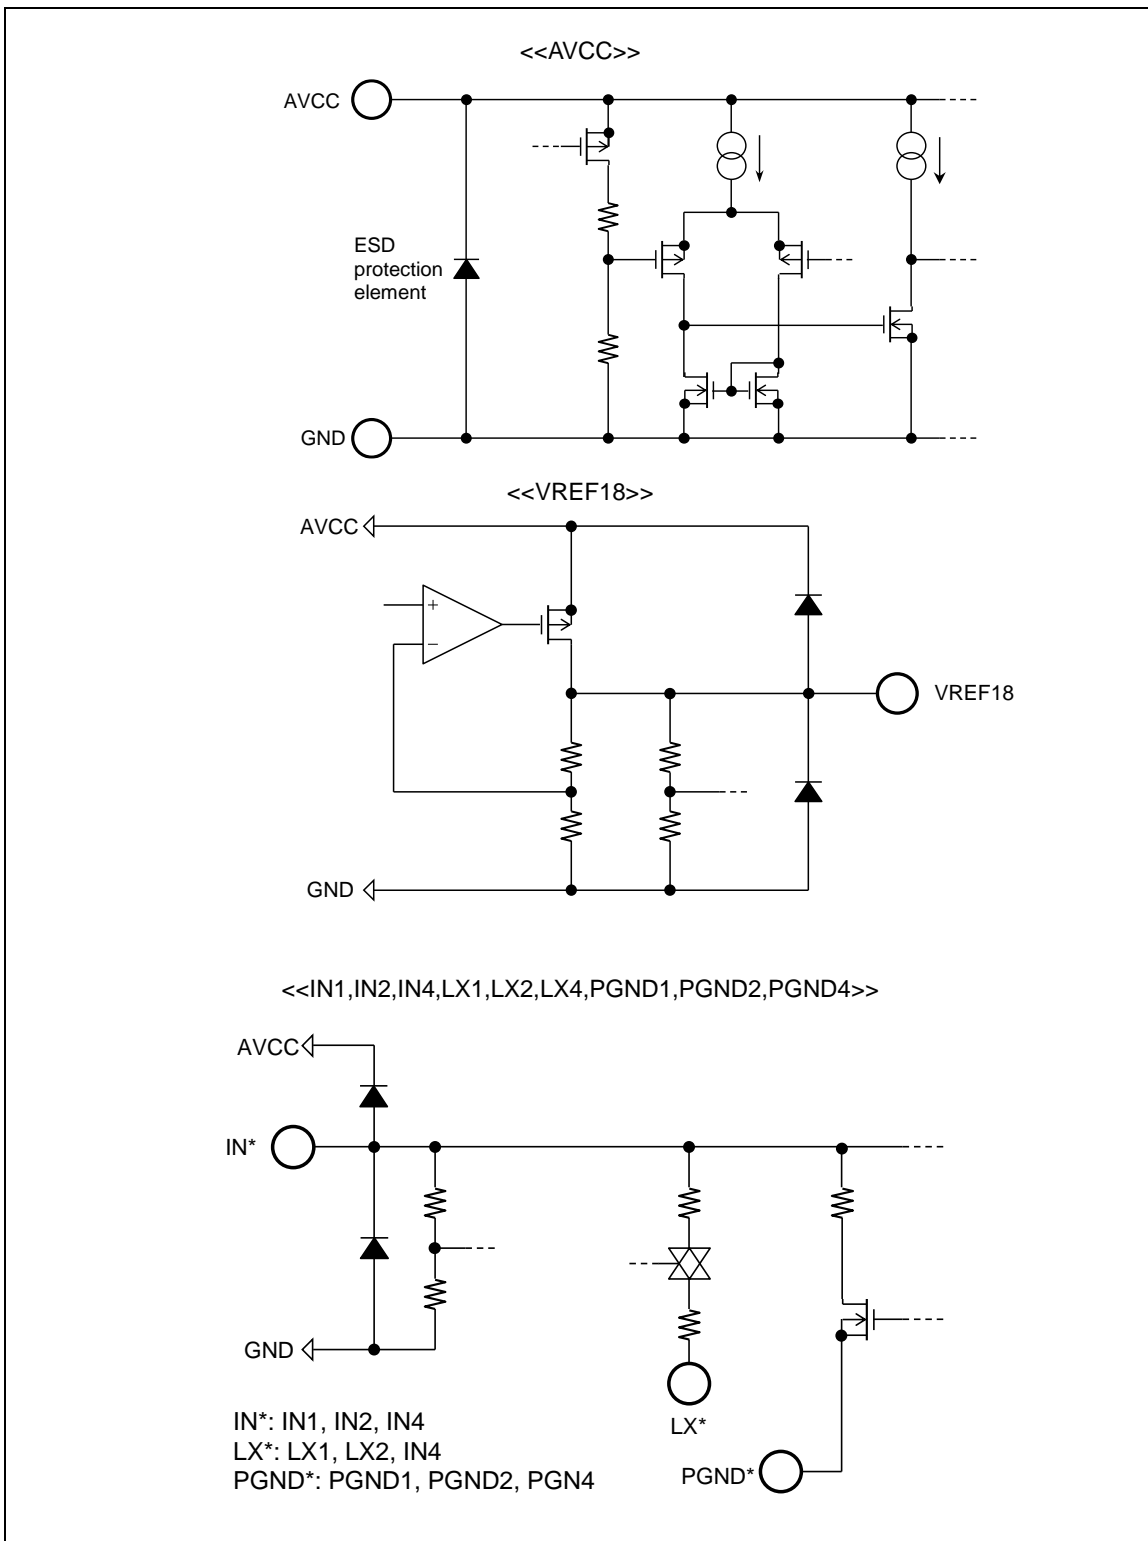 <<AVCC>>
AVCC
ESD
protection
element
GND
<<VREF18>>
AVCC
+
−
VREF18
GND
<<IN1,IN2,IN4,LX1,LX2,LX4,PGND1,PGND2,PGND4>>
AVCC
IN*
GND
LX*
IN*: IN1, IN2, IN4
LX*: LX1, LX2, IN4
PGND*: PGND1, PGND2, PGN4
PGND*